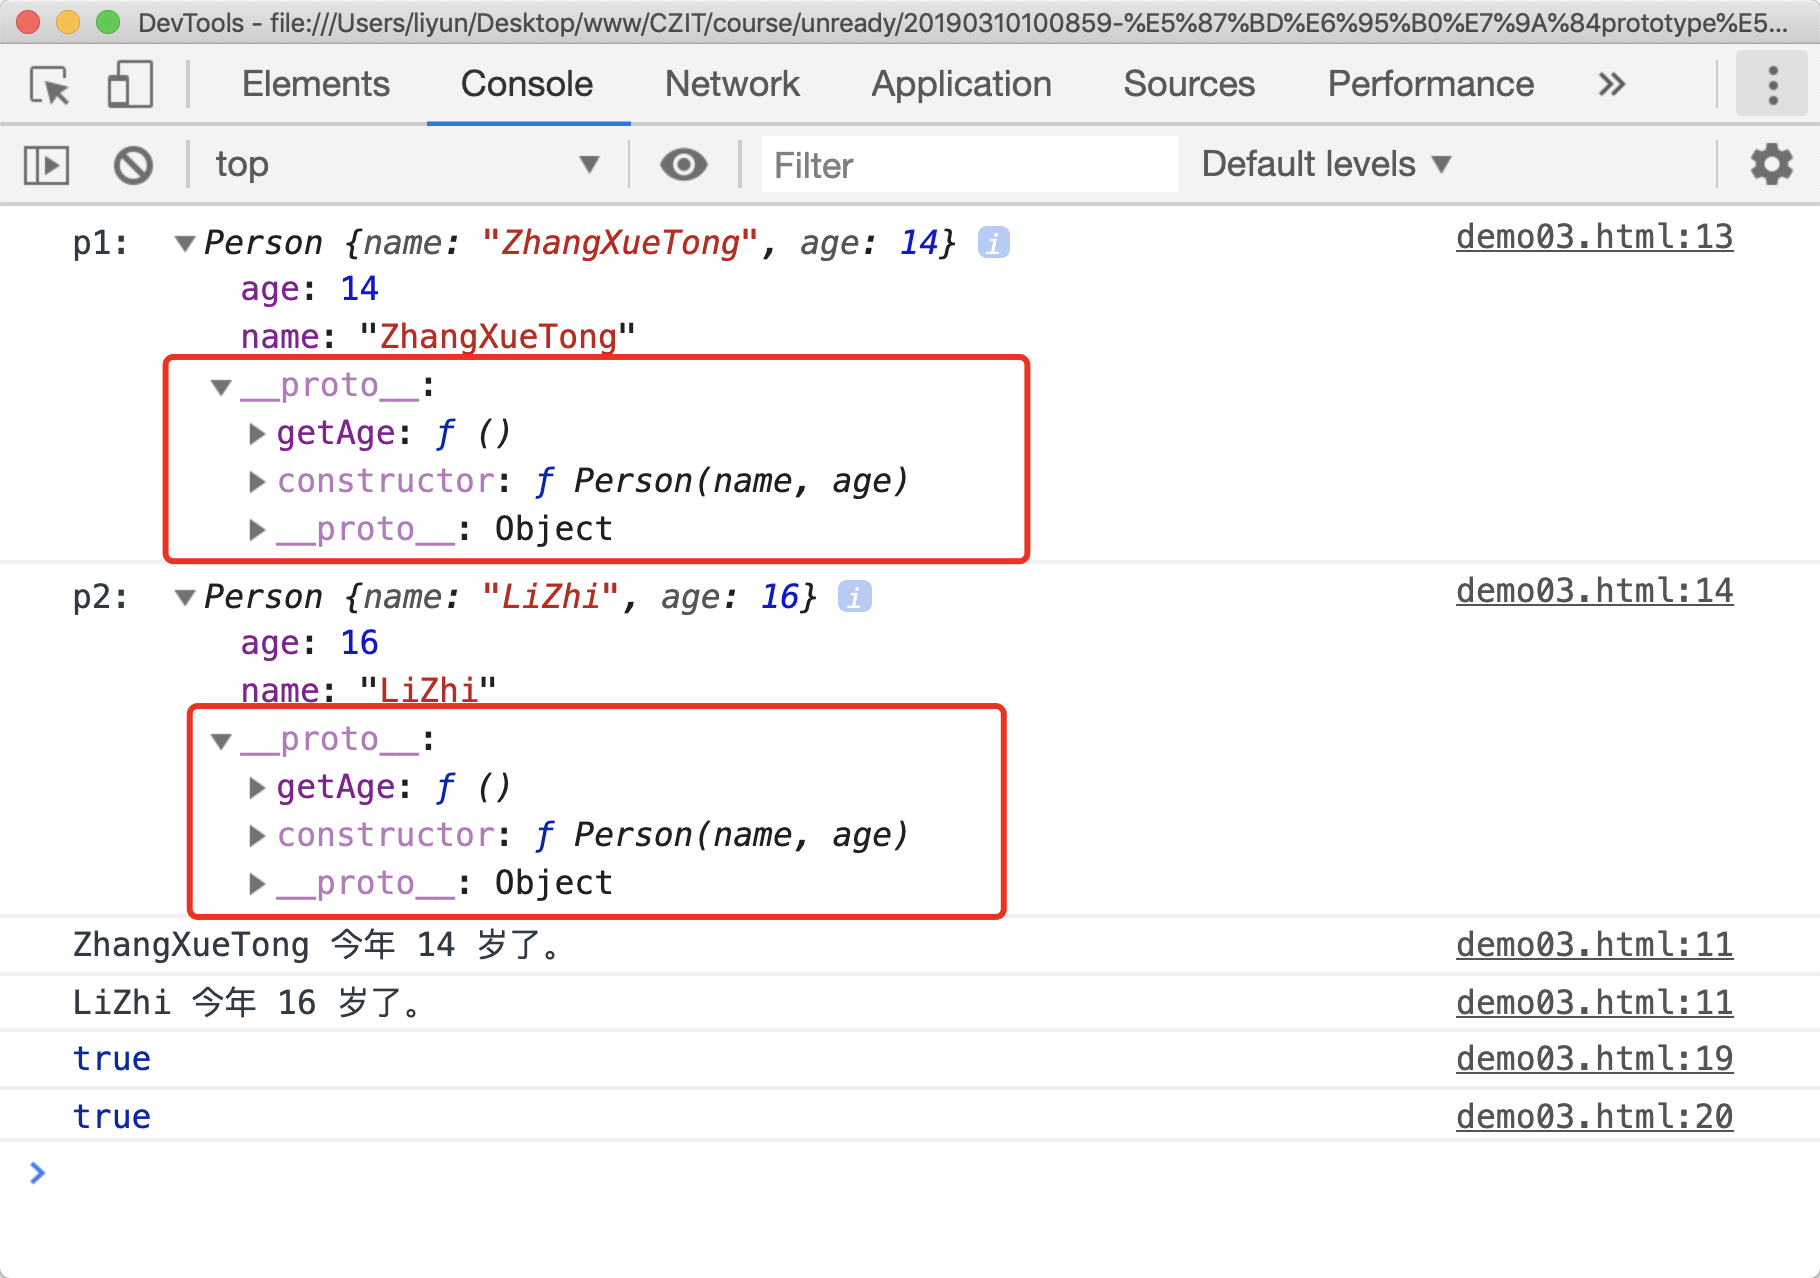 DevTools - file:///Users/liyun/Desktop/www/CZIT/course/unready/20190310100859-%E5%87%BD%E6%95%B0%E7%9A%84prototype%E5...
Elements Console Network Application Sources Performance »
top ▼ Filter Default levels ▼
p1: ▼Person {name: "ZhangXueTong", age: 14} i demo03.html:13
age: 14
name: "ZhangXueTong"
▼__proto__:
▶getAge: ƒ ()
▶constructor: ƒ Person(name, age)
▶__proto__: Object
p2: ▼Person {name: "LiZhi", age: 16} i demo03.html:14
age: 16
name: "LiZhi"
▼__proto__:
▶getAge: ƒ ()
▶constructor: ƒ Person(name, age)
▶__proto__: Object
ZhangXueTong 今年 14 岁了。 demo03.html:11
LiZhi 今年 16 岁了。 demo03.html:11
true demo03.html:19
true demo03.html:20